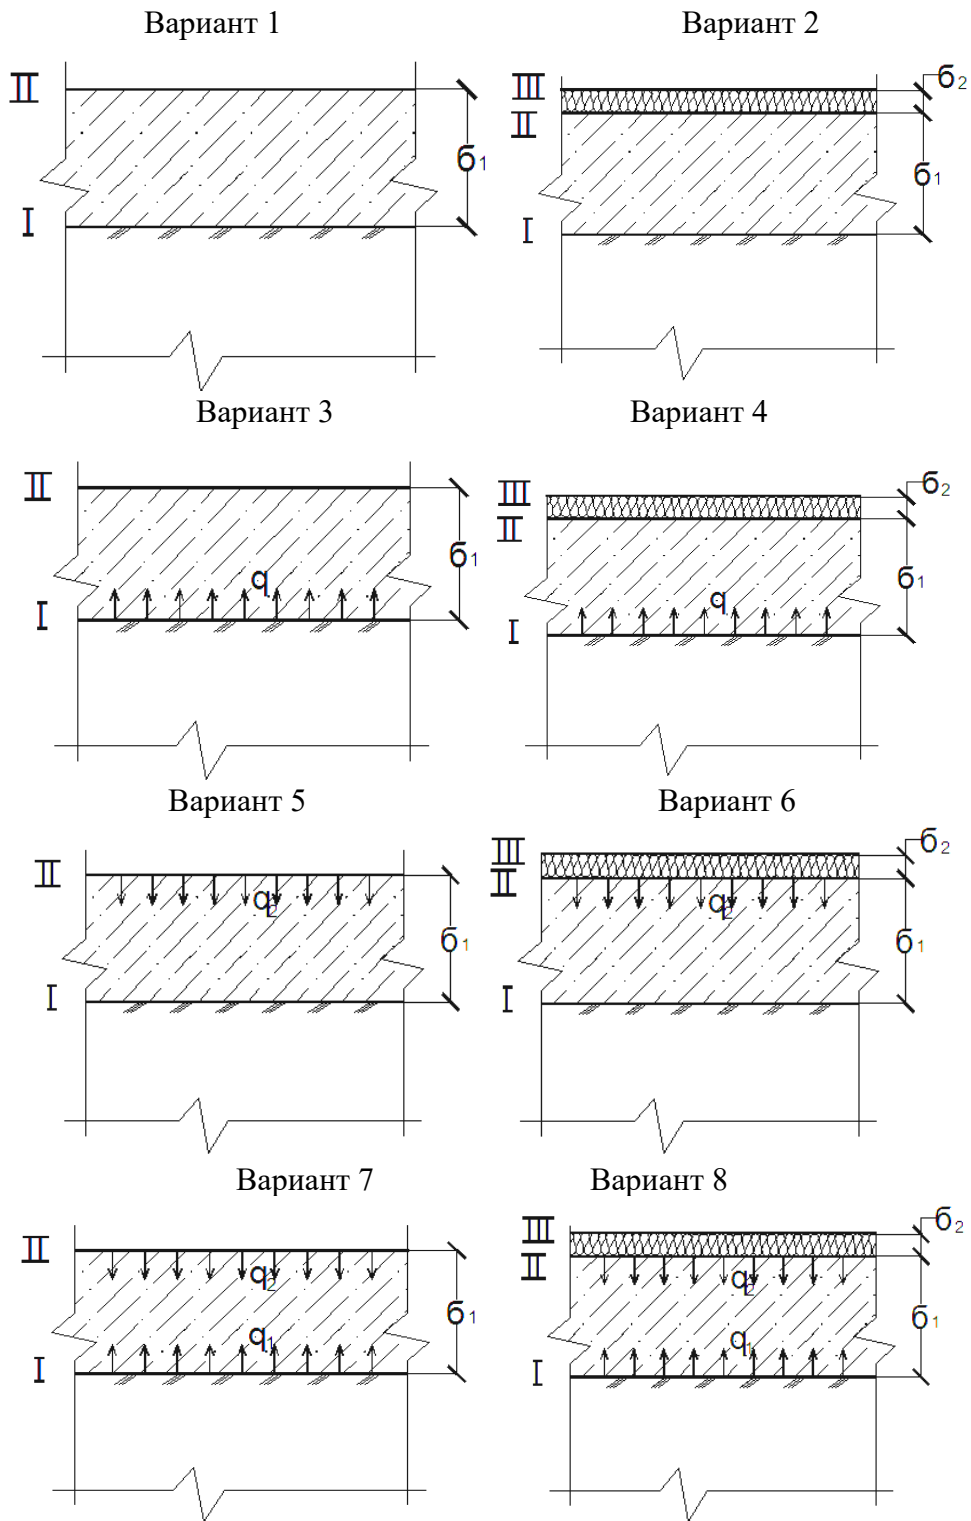 Вариант 1
Вариант 2
II
I
б1
III
II
I
б2
б1
Вариант 3
Вариант 4
II
I
q
б1
III
II
I
q
б2
б1
Вариант 5
Вариант 6
II
I
q2
б1
III
II
I
q2
б2
б1
Вариант 7
Вариант 8
II
I
q2
q1
б1
III
II
I
q2
q1
б2
б1